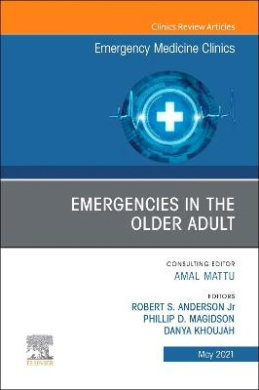 Clinics Review Articles
Emergency Medicine Clinics
EMERGENCIES IN THE
OLDER ADULT
CONSULTING EDITOR
AMAL MATTU
EDITORS
ROBERT S. ANDERSON Jr
PHILLIP D. MAGIDSON
DANYA KHOUJAH
ELSEVIER
May 2021